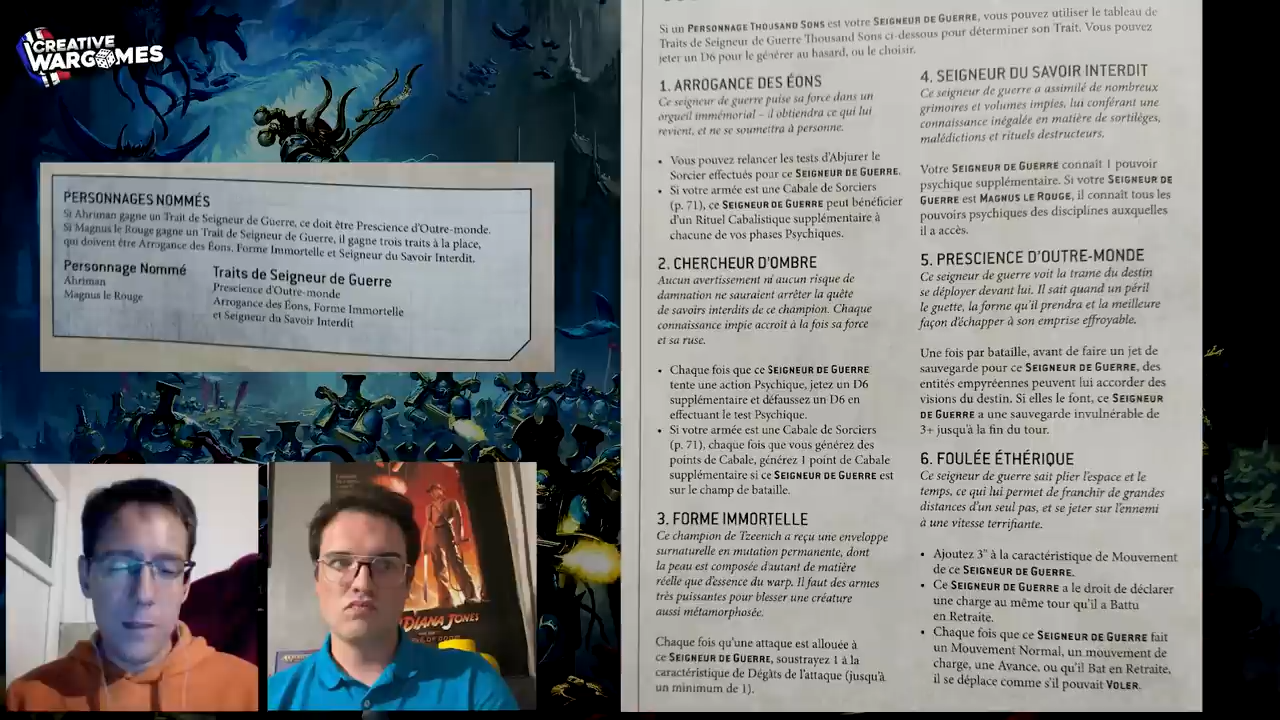 CREATIVE
WARGAMES
PERSONNAGES NOMMÉS
Si Ahriman gagne un Trait de Seigneur de Guerre, ce doit être Prescience d'Outre-monde.
Si Magnus le Rouge gagne un Trait de Seigneur de Guerre, il gagne trois traits à la place,
qui doivent être Arrogance des Éons, Forme Immortelle et Seigneur du Savoir Interdit.
Personnage Nommé
Ahriman
Magnus le Rouge
Traits de Seigneur de Guerre
Prescience d'Outre-monde
Arrogance des Éons, Forme Immortelle
et Seigneur du Savoir Interdit
Si un PERSONNAGE THOUSAND SONS est votre SEIGNEUR DE GUERRE, vous pouvez utiliser le tableau de
Traits de Seigneur de Guerre Thousand Sons ci-dessous pour déterminer son Trait. Vous pouvez
jeter un D6 pour le générer au hasard, ou le choisir.
1. ARROGANCE DES ÉONS
Ce seigneur de guerre puise sa force dans un
orgueil immémorial – il obtiendra ce qui lui
revient, et ne se soumettra à personne.
• Vous pouvez relancer les tests d'Abjurer le
Sorcier effectués pour ce SEIGNEUR DE GUERRE.
• Si votre armée est une Cabale de Sorciers
(p. 71), ce SEIGNEUR DE GUERRE peut bénéficier
d'un Rituel Cabalistique supplémentaire à
chacune de vos phases Psychiques.
2. CHERCHEUR D'OMBRE
Aucun avertissement ni aucun risque de
damnation ne sauraient arrêter la quête
de savoirs interdits de ce champion. Chaque
connaissance impie accroît à la fois sa force
et sa ruse.
• Chaque fois que ce SEIGNEUR DE GUERRE
tente une action Psychique, jetez un D6
supplémentaire et défaussez un D6 en
effectuant le test Psychique.
• Si votre armée est une Cabale de Sorciers
(p. 71), chaque fois que vous générez des
points de Cabale, générez 1 point de Cabale
supplémentaire si ce SEIGNEUR DE GUERRE est
sur le champ de bataille.
3. FORME IMMORTELLE
Ce champion de Tzeentch a reçu une enveloppe
surnaturelle en mutation permanente, dont
la peau est composée d'autant de matière
réelle que d'essence du warp. Il faut des armes
très puissantes pour blesser une créature
aussi métamorphosée.
Chaque fois qu'une attaque est allouée à
ce SEIGNEUR DE GUERRE, soustrayez 1 à la
caractéristique de Dégâts de l'attaque (jusqu'à
un minimum de 1).
4. SEIGNEUR DU SAVOIR INTERDIT
Ce seigneur de guerre a assimilé de nombreux
grimoires et volumes impies, lui conférant une
connaissance inégalée en matière de sortilèges,
malédictions et rituels destructeurs.
Votre SEIGNEUR DE GUERRE connaît 1 pouvoir
psychique supplémentaire. Si votre SEIGNEUR DE
GUERRE est MAGNUS LE ROUGE, il connaît tous les
pouvoirs psychiques des disciplines auxquelles
il a accès.
5. PRESCIENCE D'OUTRE-MONDE
Ce seigneur de guerre voit la trame du destin
se déployer devant lui. Il sait quand un péril
le guette, la forme qu'il prendra et la meilleure
façon d'échapper à son emprise effroyable.
Une fois par bataille, avant de faire un jet de
sauvegarde pour ce SEIGNEUR DE GUERRE, des
entités empyréennes peuvent lui accorder des
visions du destin. Si elles le font, ce SEIGNEUR
DE GUERRE a une sauvegarde invulnérable de
3+ jusqu'à la fin du tour.
6. FOULÉE ÉTHÉRIQUE
Ce seigneur de guerre sait plier l'espace et le
temps, ce qui lui permet de franchir de grandes
distances d'un seul pas, et se jeter sur l'ennemi
à une vitesse terrifiante.
• Ajoutez 3" à la caractéristique de Mouvement
de ce SEIGNEUR DE GUERRE.
• Ce SEIGNEUR DE GUERRE a le droit de déclarer
une charge au même tour qu'il a Battu
en Retraite.
• Chaque fois que ce SEIGNEUR DE GUERRE fait
un Mouvement Normal, un mouvement de
charge, une Avance, ou qu'il Bat en Retraite,
il se déplace comme s'il pouvait VOLER.
DIANA JONES